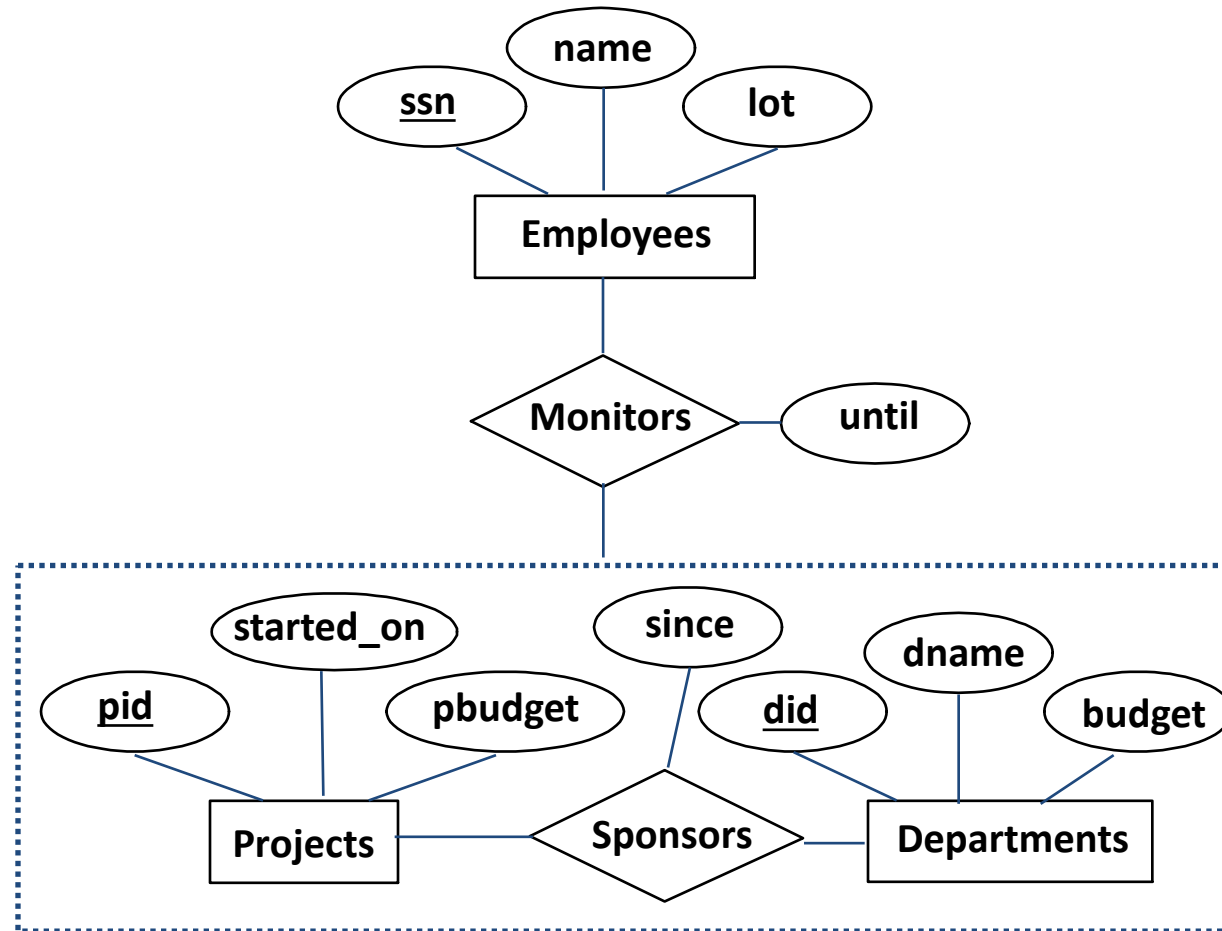 name
ssn
lot
Employees
Monitors
until
started_on
since
dname
pid
pbudget
did
budget
Projects
Sponsors
Departments